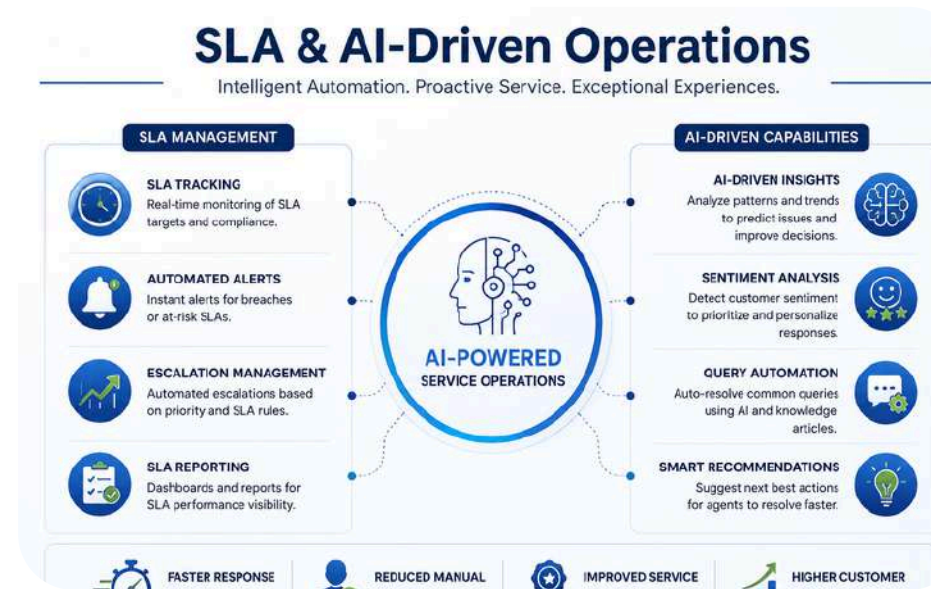 SLA & AI-Driven Operations
Intelligent Automation. Proactive Service. Exceptional Experiences.
SLA MANAGEMENT
SLA TRACKING
Real-time monitoring of SLA
targets and compliance.
AUTOMATED ALERTS
Instant alerts for breaches
or at-risk SLAs.
ESCALATION MANAGEMENT
Automated escalations based
on priority and SLA rules.
SLA REPORTING
Dashboards and reports for
SLA performance visibility.
AI-POWERED
SERVICE OPERATIONS
AI-DRIVEN CAPABILITIES
AI-DRIVEN INSIGHTS
Analyze patterns and trends
to predict issues and
improve decisions.
SENTIMENT ANALYSIS
Detect customer sentiment
to prioritize and personalize
responses.
QUERY AUTOMATION
Auto-resolve common queries
using AI and knowledge
articles.
SMART RECOMMENDATIONS
Suggest next best actions
for agents to resolve faster.
FASTER RESPONSE
REDUCED MANUAL
IMPROVED SERVICE
HIGHER CUSTOMER